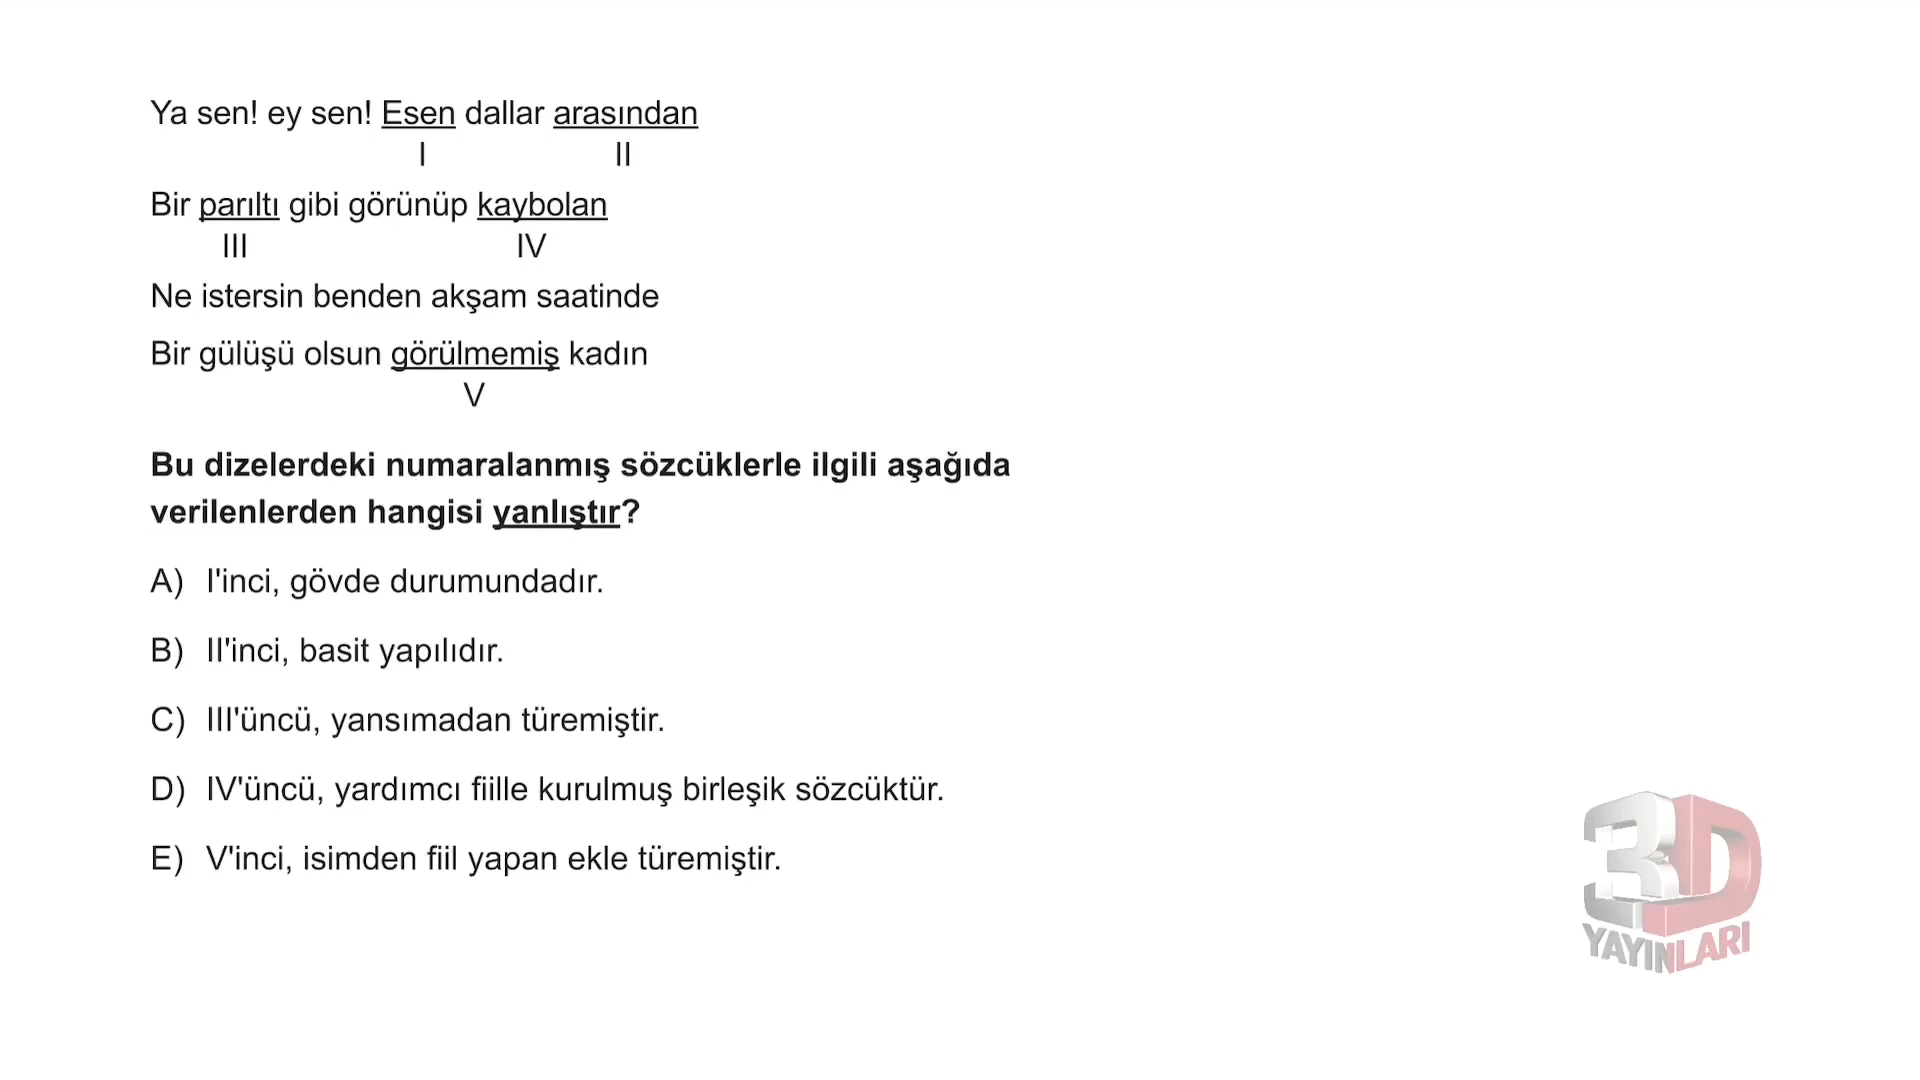 Ya sen! ey sen! Esen dallar arasından
I II
Bir parıltı gibi görünüp kaybolan
III IV
Ne istersin benden akşam saatinde
Bir gülüşü olsun görülmemiş kadın
V
Bu dizelerdeki numaralanmış sözcüklerle ilgili aşağıda
verilenlerden hangisi yanlıştır?
A) I'inci, gövde durumundadır.
B) II'inci, basit yapılıdır.
C) III'üncü, yansımadan türemiştir.
D) IV'üncü, yardımcı fiille kurulmuş birleşik sözcüktür.
E) V'inci, isimden fiil yapan ekle türemiştir.
3D
YAYINLARI